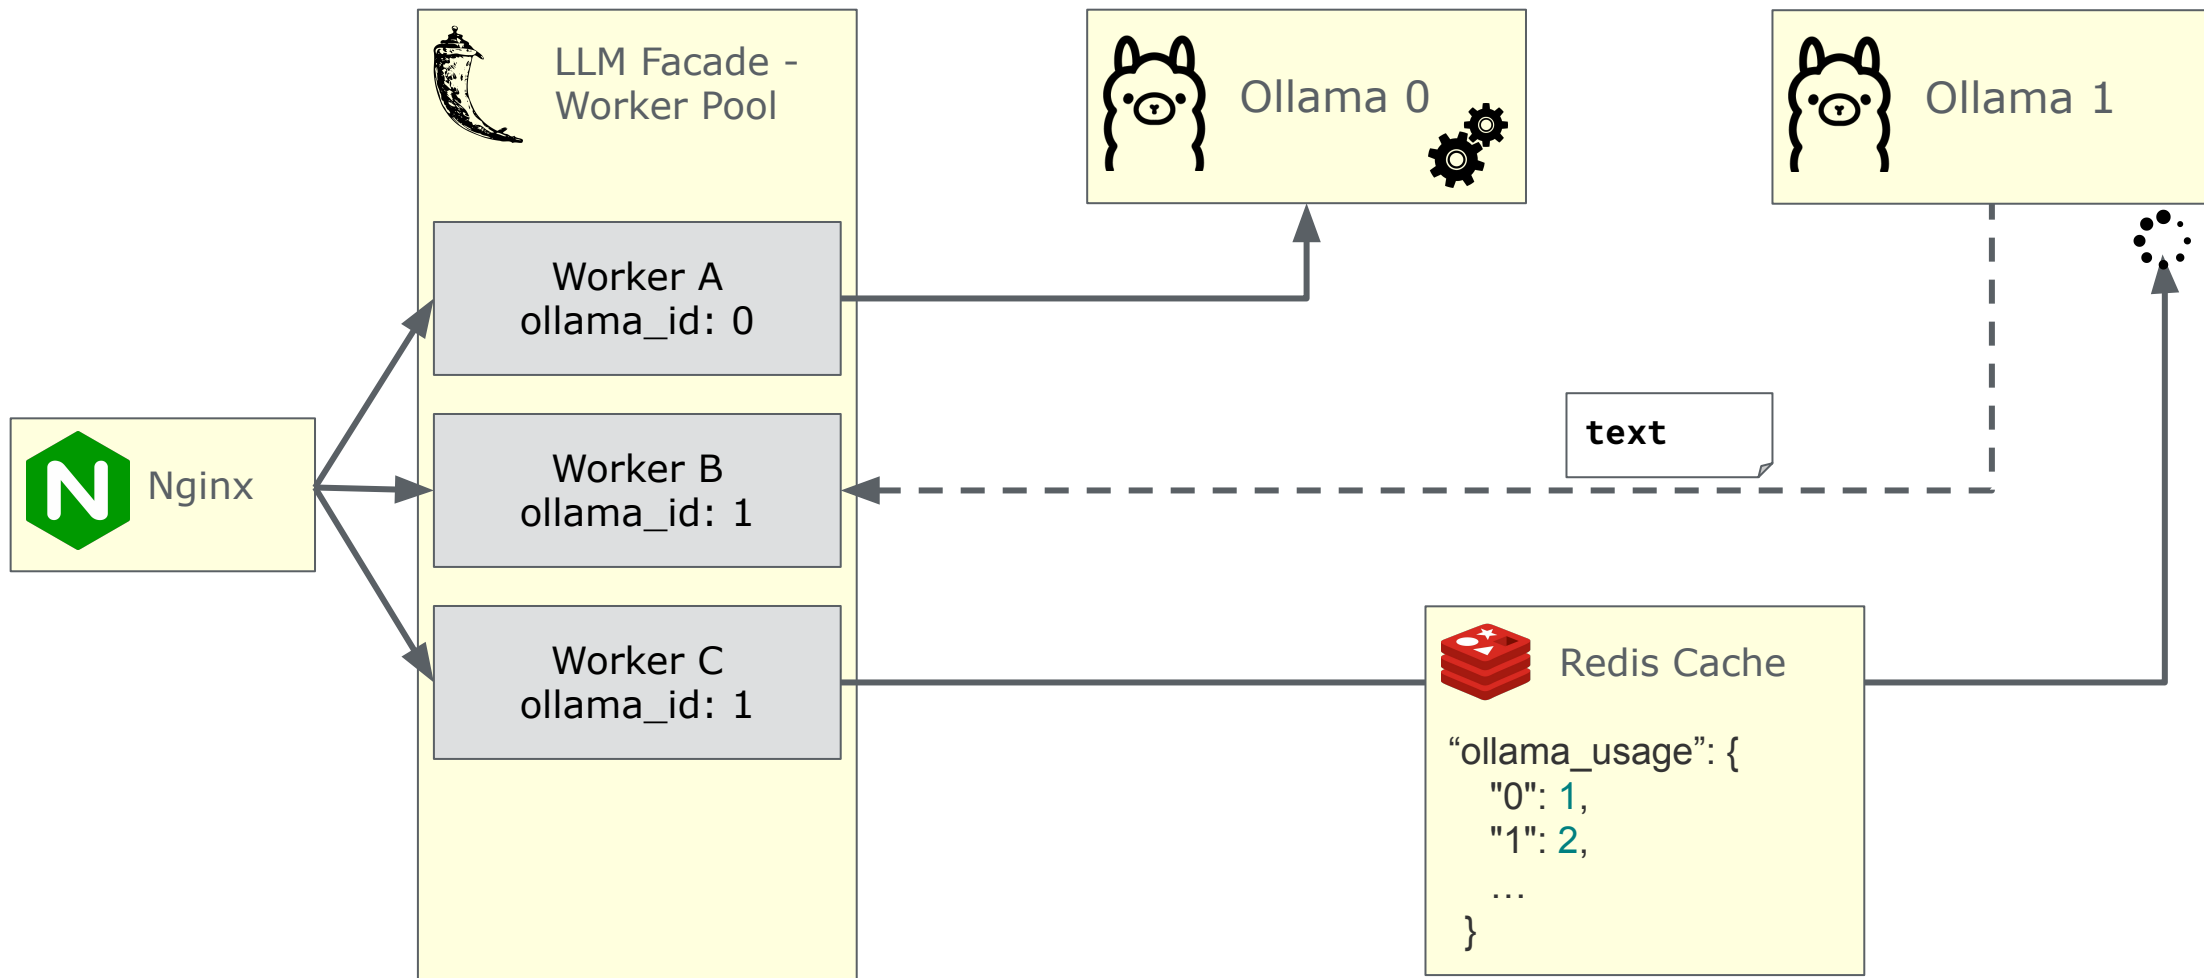 LLM Facade -
Worker Pool
Ollama 0
Ollama 1
Worker A
ollama_id: 0
N Nginx
Worker B
ollama_id: 1
text
Worker C
ollama_id: 1
Redis Cache
“ollama_usage”: {
"0": 1,
"1": 2,
...
}